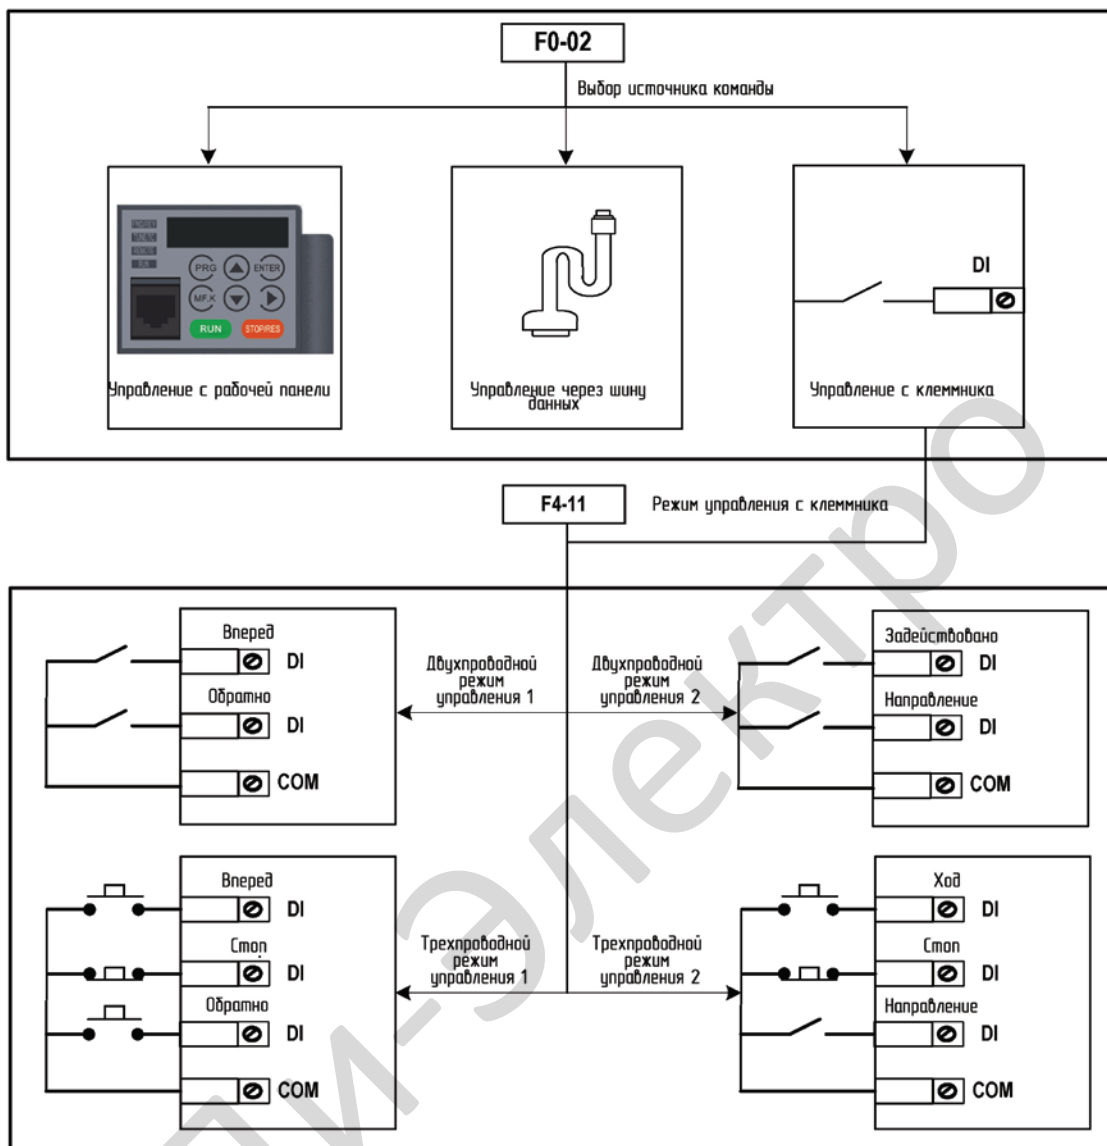 F0-02
Выбор источника команды
PRG
ENTER
MF.K
RUN
STOP/RES
Управление с рабочей панели
Управление через шину
данных
DI
Управление с клеммника
F4-11
Режим управления с клеммника
Вперед
DI
Обратно
DI
COM
Двухпроводной
режим
управления 1
Двухпроводной
режим
управления 2
Задействовано
DI
Направление
DI
COM
Вперед
DI
Стоп
DI
Обратно
DI
COM
Трехпроводной
режим
управления 1
Трехпроводной
режим
управления 2
Ход
DI
Стоп
DI
Направление
DI
COM
Ли-Электро